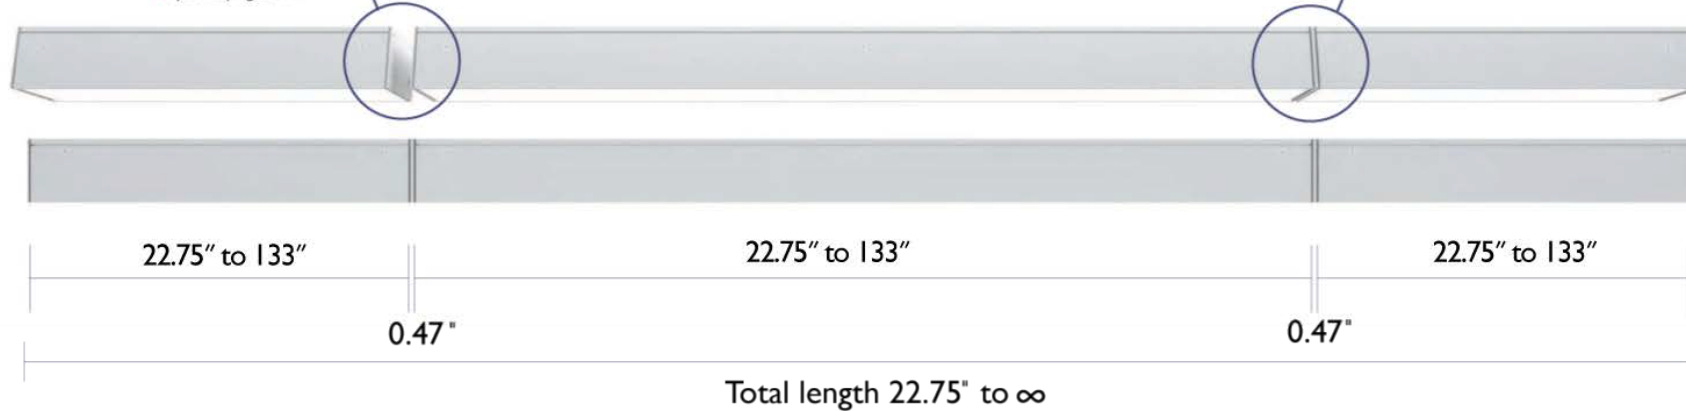 22.75″ to 133″
22.75″ to 133″
22.75″ to 133″
0.47"
0.47"
Total length 22.75" to ∞